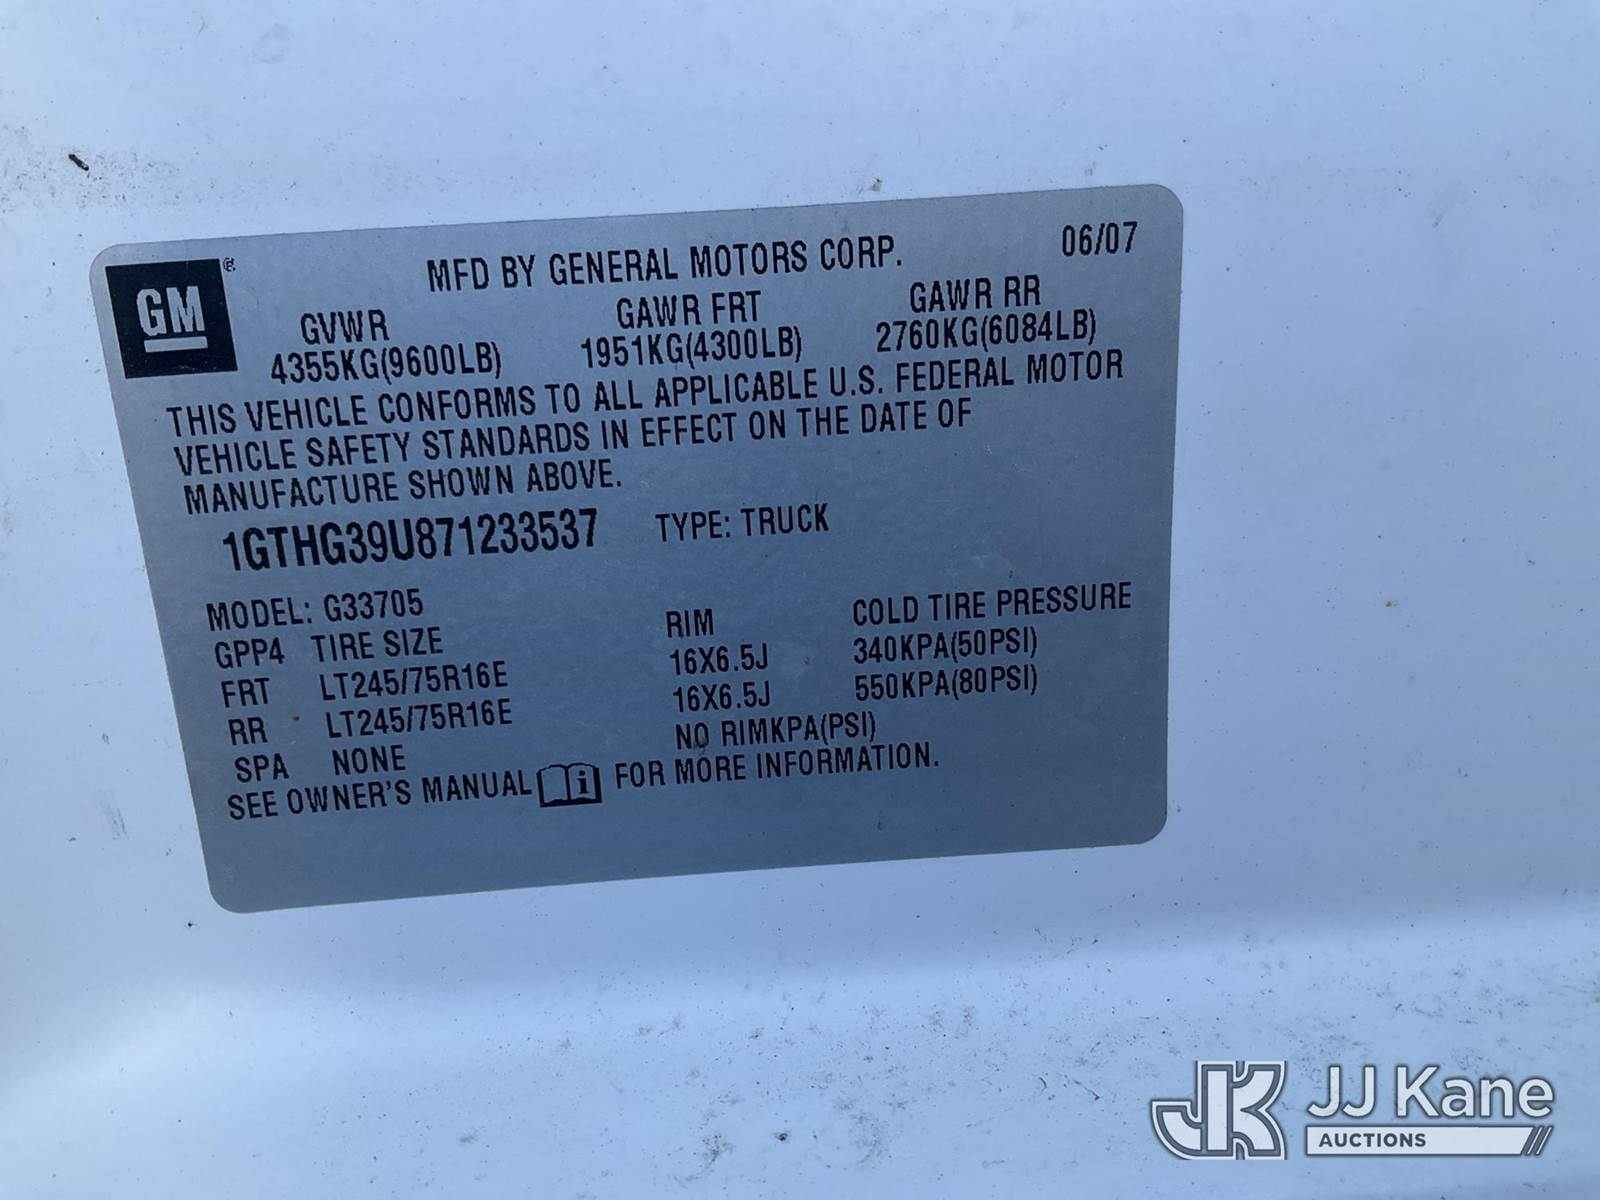 GM ®
MFD BY GENERAL MOTORS CORP. 06/07
GVWR GAWR FRT GAWR RR
4355KG(9600LB) 1951KG(4300LB) 2760KG(6084LB)
THIS VEHICLE CONFORMS TO ALL APPLICABLE U.S. FEDERAL MOTOR
VEHICLE SAFETY STANDARDS IN EFFECT ON THE DATE OF
MANUFACTURE SHOWN ABOVE.
1GTHG39U871233537 TYPE: TRUCK
MODEL: G33705
GPP4 TIRE SIZE RIM COLD TIRE PRESSURE
FRT LT245/75R16E 16X6.5J 340KPA(50PSI)
RR LT245/75R16E 16X6.5J 550KPA(80PSI)
SPA NONE NO RIMKPA(PSI)
SEE OWNER'S MANUAL i FOR MORE INFORMATION.
JK JJ Kane
AUCTIONS